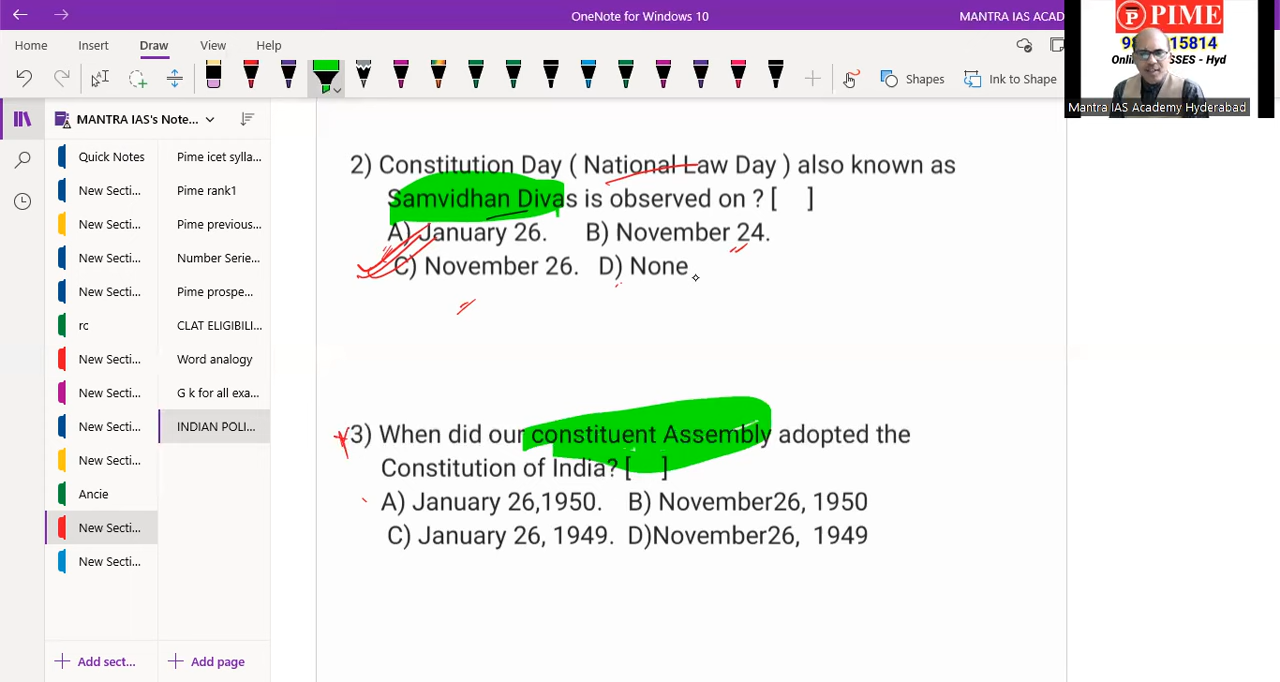 OneNote for Windows 10
MANTRA IAS ACAD
Home Insert Draw View Help
Shapes Ink to Shape
PIME
15814
Mantra IAS Academy Hyderabad
MANTRA IAS's Note...
Quick Notes
New Secti...
New Secti...
New Secti...
New Secti...
rc
New Secti...
New Secti...
New Secti...
New Secti...
Ancie
New Secti...
New Secti...
Add sect...
Pime icet sylla...
Pime rank1
Pime previous...
Number Serie...
Pime prospe...
CLAT ELIGIBILI...
Word analogy
G k for all exa...
INDIAN POLI...
Add page
2) Constitution Day ( National Law Day ) also known as
Samvidhan Divas is observed on ? [ ]
A) January 26. B) November 24.
C) November 26. D) None
3) When did our constituent Assembly adopted the
Constitution of India? [ ]
A) January 26,1950. B) November26, 1950
C) January 26, 1949. D)November26, 1949